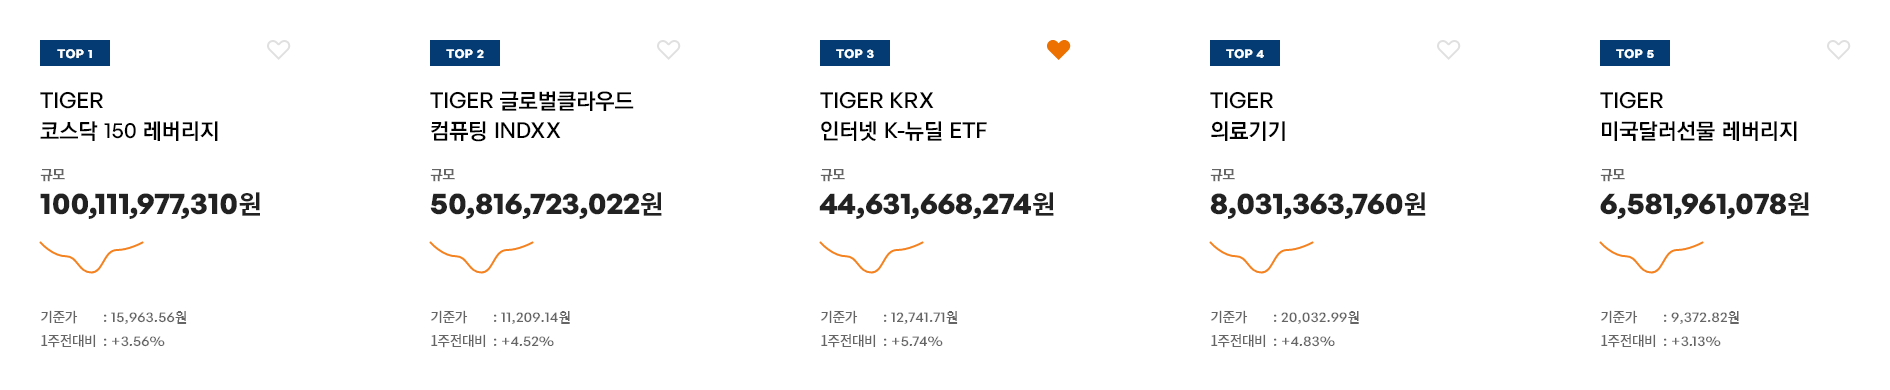 TOP 1
TIGER
코스닥 150 레버리지
규모
100,111,977,310원
기준가 : 15,963.56원
1주전대비 : +3.56%
TOP 2
TIGER 글로벌클라우드
컴퓨팅 INDXX
규모
50,816,723,022원
기준가 : 11,209.14원
1주전대비 : +4.52%
TOP 3
TIGER KRX
인터넷 K-뉴딜 ETF
규모
44,631,668,274원
기준가 : 12,741.71원
1주전대비 : +5.74%
TOP 4
TIGER
의료기기
규모
8,031,363,760원
기준가 : 20,032.99원
1주전대비 : +4.83%
TOP 5
TIGER
미국달러선물 레버리지
규모
6,581,961,078원
기준가 : 9,372.82원
1주전대비 : +3.13%